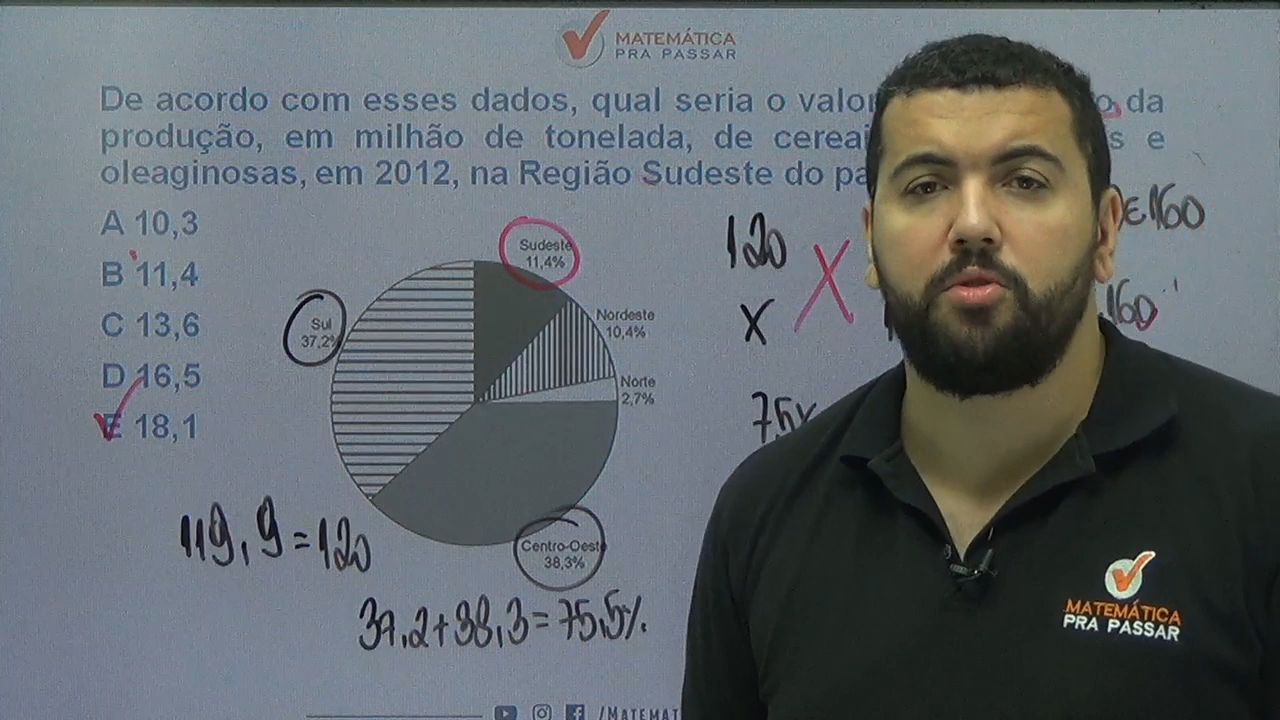 MATEMÁTICA
PRA PASSAR
De acordo com esses dados, qual seria o valor da
produção, em milhão de tonelada, de e
oleaginosas, em 2012, na Região Sudeste do
A 10,3
B 11,4
C 13,6
D 16,5
E 18,1
Sudeste
11,4%
Nordeste
10,4%
Norte
2,7%
Sul
37,2%
Centro-Oeste
38,3%
120
X
X
160
160
119,9=120
37,2+38,3=75,5%
MATEMÁTICA
PRA PASSAR